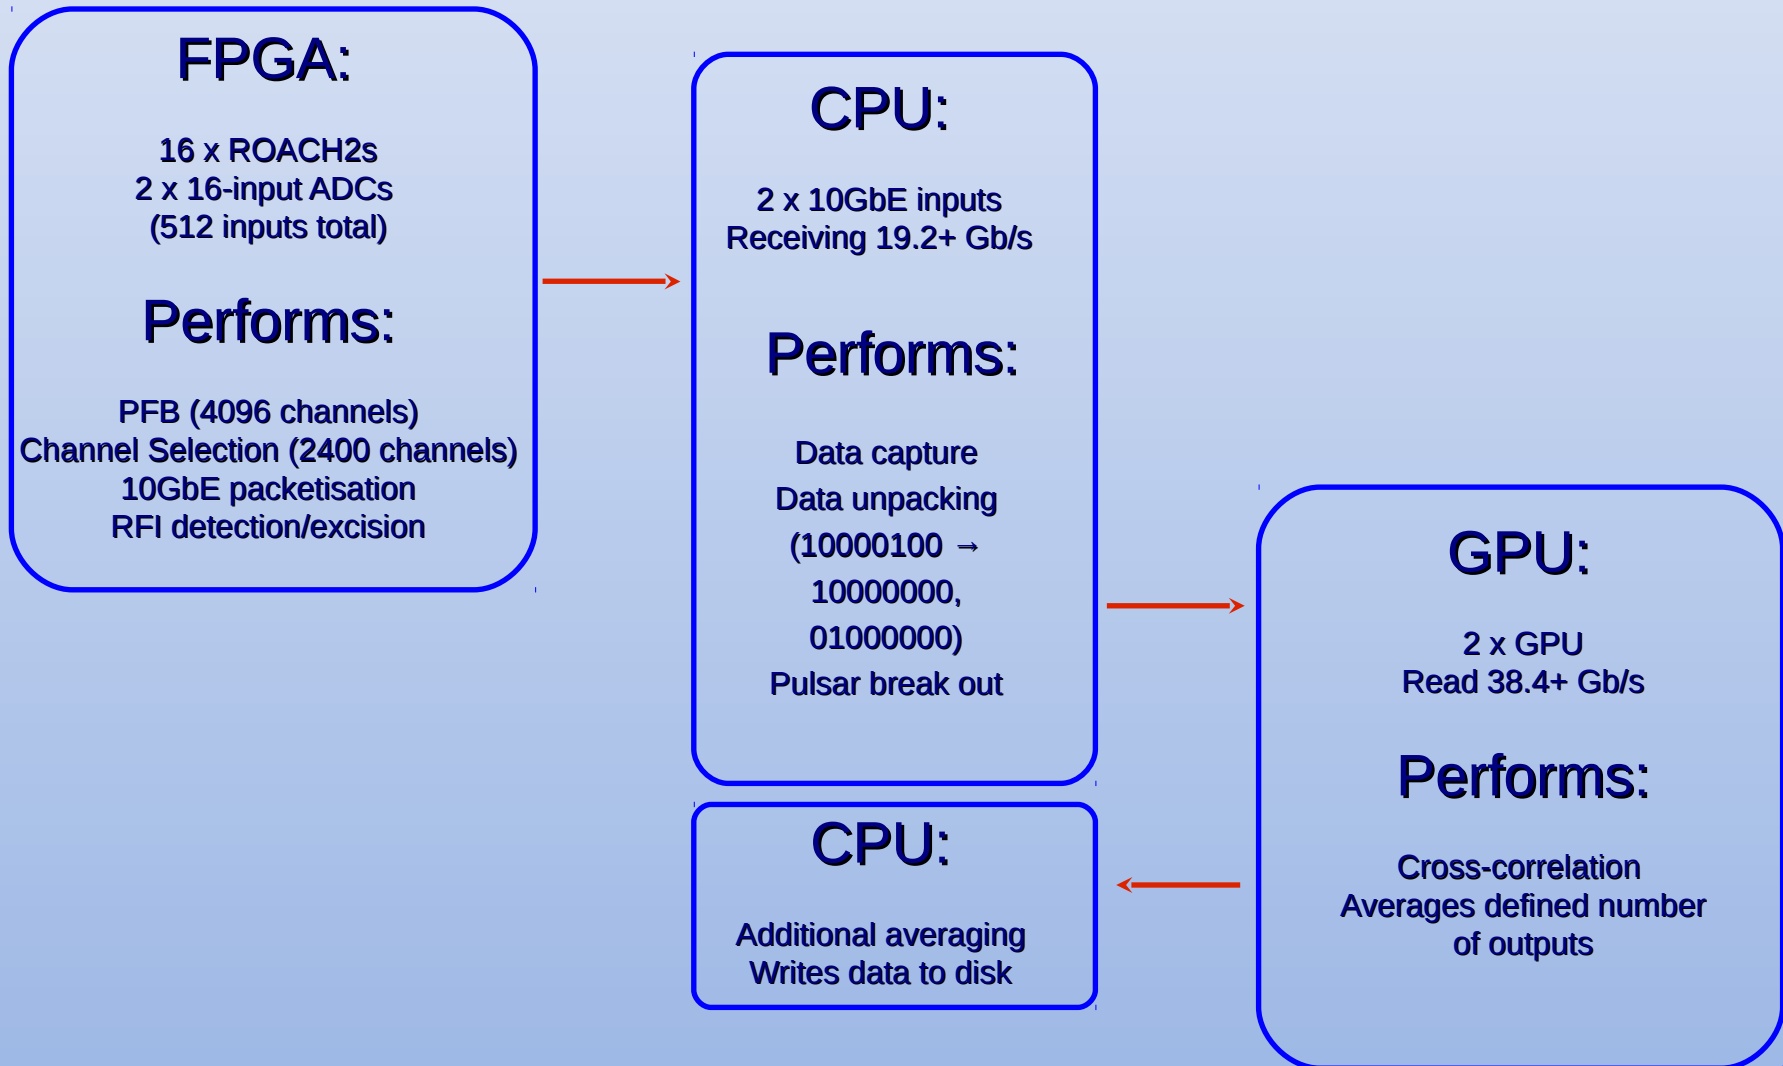 FPGA:
16 x ROACH2s
2 x 16-input ADCs
(512 inputs total)
Performs:
PFB (4096 channels)
Channel Selection (2400 channels)
10GbE packetisation
RFI detection/excision
CPU:
2 x 10GbE inputs
Receiving 19.2+ Gb/s
Performs:
Data capture
Data unpacking
(10000100 →
10000000,
01000000)
Pulsar break out
GPU:
2 x GPU
Read 38.4+ Gb/s
Performs:
Cross-correlation
Averages defined number
of outputs
CPU:
Additional averaging
Writes data to disk